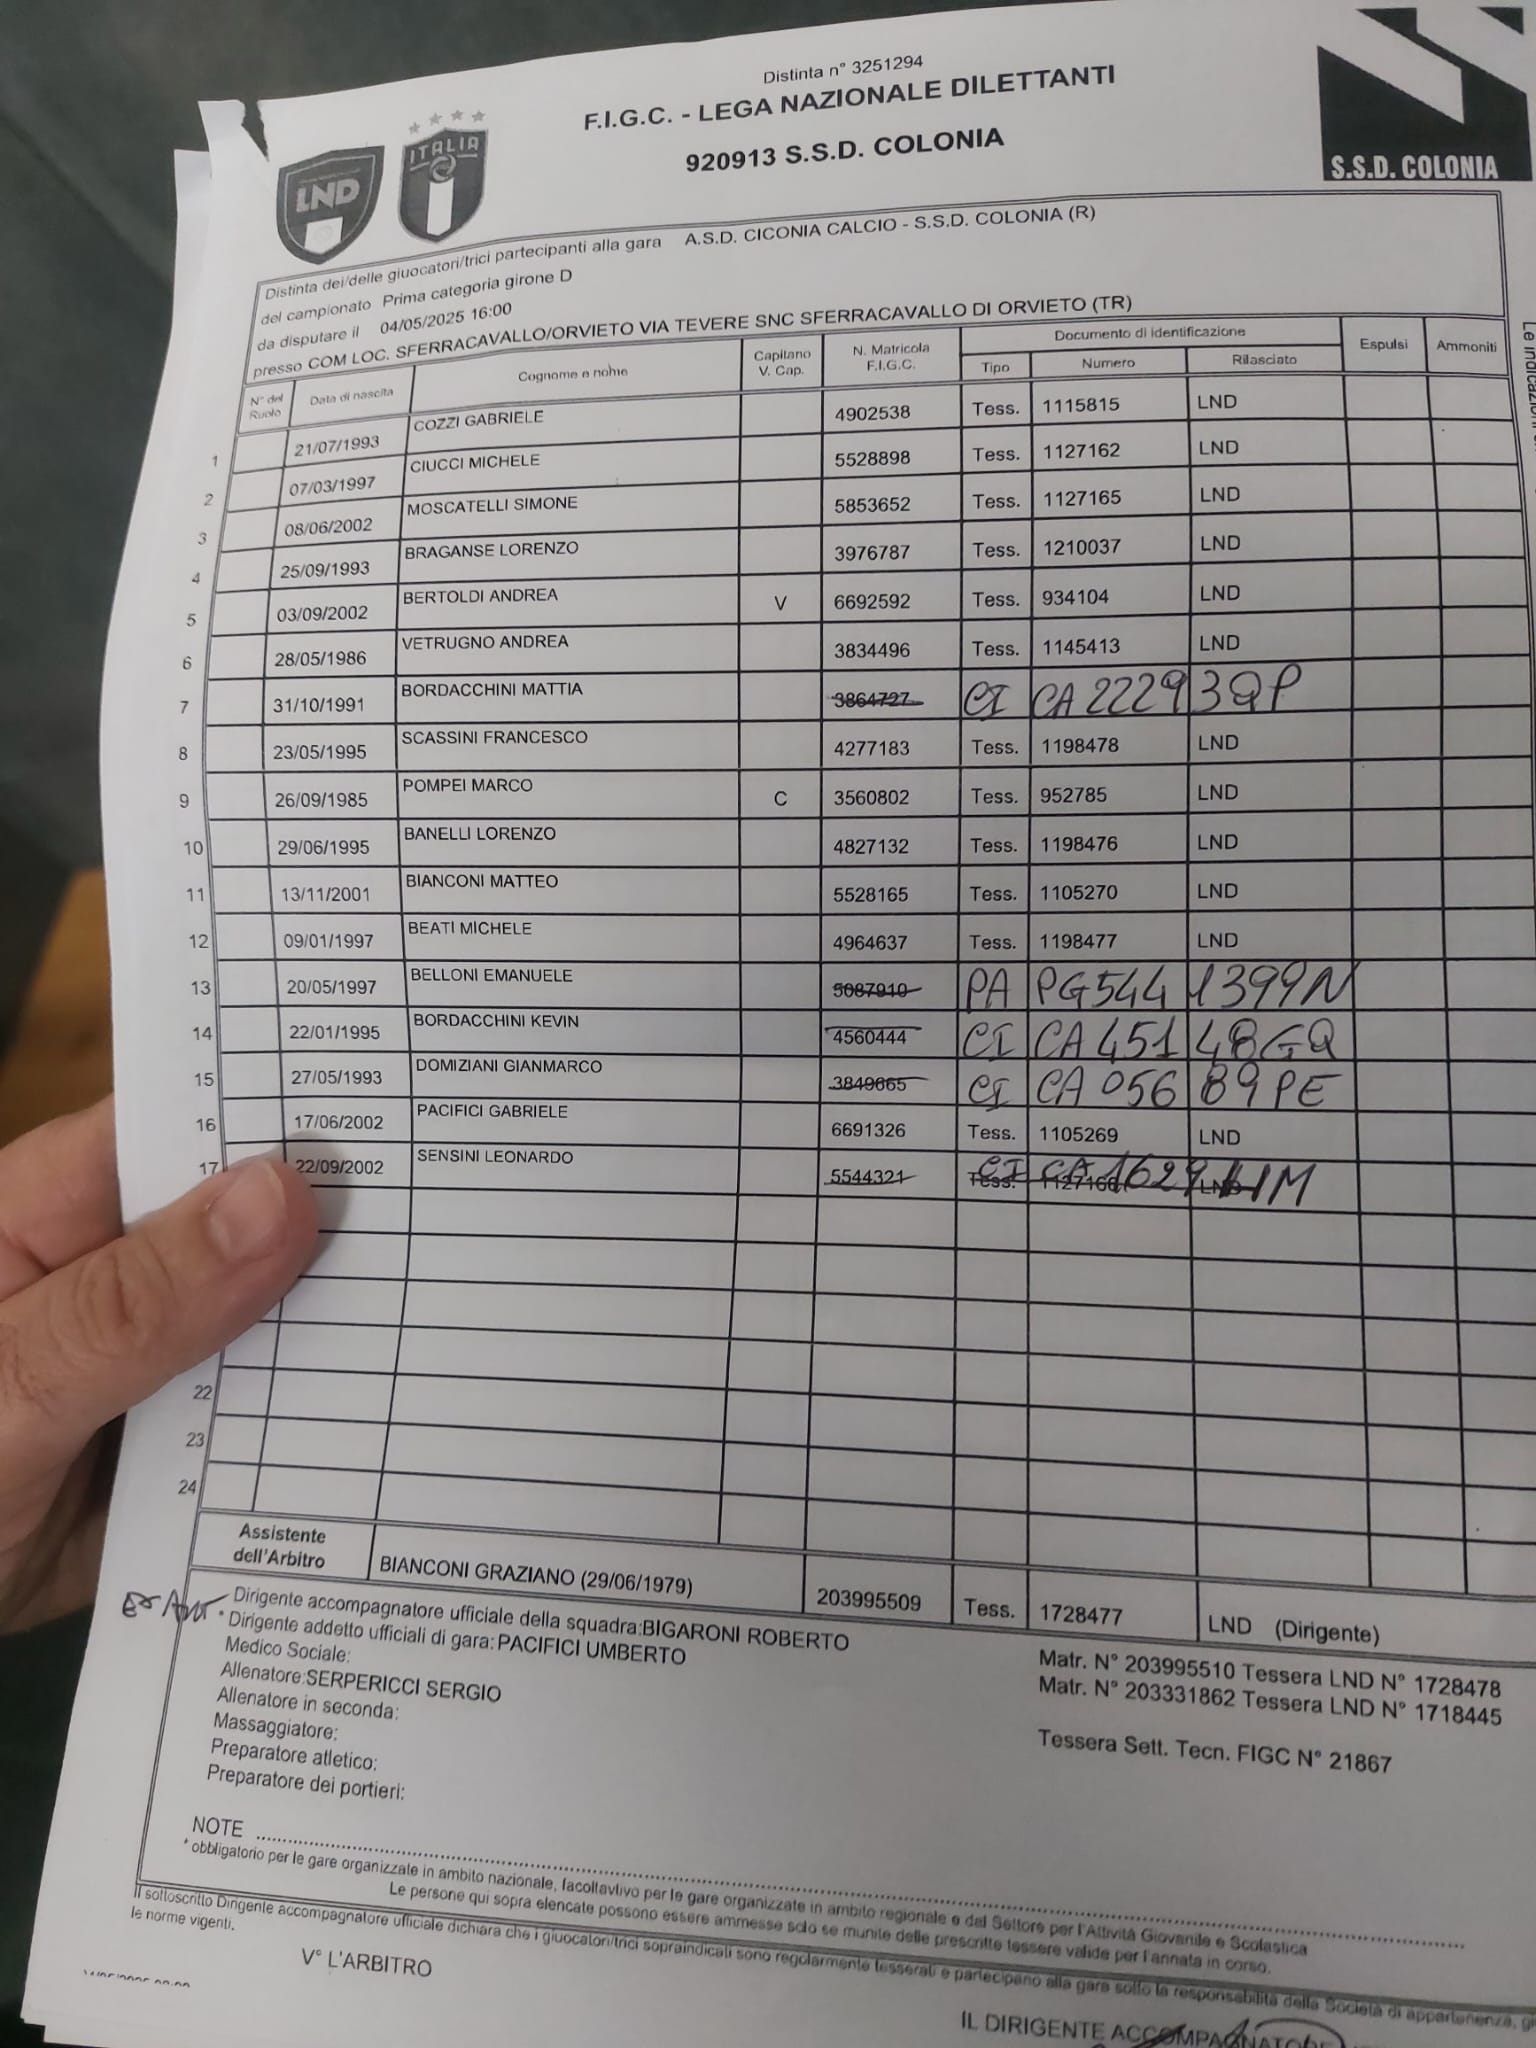 Distinta n° 3251294
F.I.G.C. - LEGA NAZIONALE DILETTANTI
920913 S.S.D. COLONIA
LND
ITALIA
S.S.D. COLONIA
Distinta dei/delle giuocatori/trici partecipanti alla gara A.S.D. CICONIA CALCIO - S.S.D. COLONIA (R)
del campionato Prima categoria girone D
da disputare il 04/05/2025 16:00
presso COM LOC. SFERRACAVALLO/ORVIETO VIA TEVERE SNC SFERRACAVALLO DI ORVIETO (TR)
N° del Ruolo Data di nascita Cognome e nome Capitano V. Cap. N. Matricola F.I.G.C. Documento di identificazione Tipo Numero Rilasciato Espulsi Ammoniti
1 21/07/1993 COZZI GABRIELE 4902538 Tess. 1115815 LND
2 07/03/1997 CIUCCI MICHELE 5528898 Tess. 1127162 LND
3 08/06/2002 MOSCATELLI SIMONE 5853652 Tess. 1127165 LND
4 25/09/1993 BRAGANSE LORENZO 3976787 Tess. 1210037 LND
5 03/09/2002 BERTOLDI ANDREA V 6692592 Tess. 934104 LND
6 28/05/1986 VETRUGNO ANDREA 3834496 Tess. 1145413 LND
7 31/10/1991 BORDACCHINI MATTIA 3864727 CI CA 22293QP
8 23/05/1995 SCASSINI FRANCESCO 4277183 Tess. 1198478 LND
9 26/09/1985 POMPEI MARCO C 3560802 Tess. 952785 LND
10 29/06/1995 BANELLI LORENZO 4827132 Tess. 1198476 LND
11 13/11/2001 BIANCONI MATTEO 5528165 Tess. 1105270 LND
12 09/01/1997 BEATI MICHELE 4964637 Tess. 1198477 LND
13 20/05/1997 BELLONI EMANUELE 5087910 PA PG5441399N
14 22/01/1995 BORDACCHINI KEVIN 4560444 CI CA 45148GQ
15 27/05/1993 DOMIZIANI GIANMARCO 3849665 CI CA 05689PE
16 17/06/2002 PACIFICI GABRIELE 6691326 Tess. 1105269 LND
17 22/09/2002 SENSINI LEONARDO 5544321 Tess. CI CA LND
22
23
24
Assistente dell'Arbitro BIANCONI GRAZIANO (29/06/1979) 203995509 Tess. 1728477 LND (Dirigente)
Dirigente accompagnatore ufficiale della squadra:BIGARONI ROBERTO Matr. N° 203995510 Tessera LND N° 1728478
* Dirigente addetto ufficiali di gara: PACIFICI UMBERTO Matr. N° 203331862 Tessera LND N° 1718445
Medico Sociale:
Allenatore:SERPERICCI SERGIO Tessera Sett. Tecn. FIGC N° 21867
Allenatore in seconda:
Massaggiatore:
Preparatore atletico:
Preparatore dei portieri:
NOTE
* obbligatorio per le gare organizzate in ambito nazionale, facoltavtivo per le gare organizzate in ambito regionale e dal Settore per l'Attività Giovanile e Scolastica
Le persone qui sopra elencate possono essere ammesse solo se munite delle prescritte tessere valide per l'annata in corso.
Il sottoscritto Dirigente accompagnatore ufficiale dichiara che i giuocatori/trici sopraindicati sono regolarmente tesserati e partecipano alla gara sotto la responsabilità della Società di appartenenza,
le norme vigenti.
V° L'ARBITRO
IL DIRIGENTE ACCOMPAGNATORE
Le indicazioni